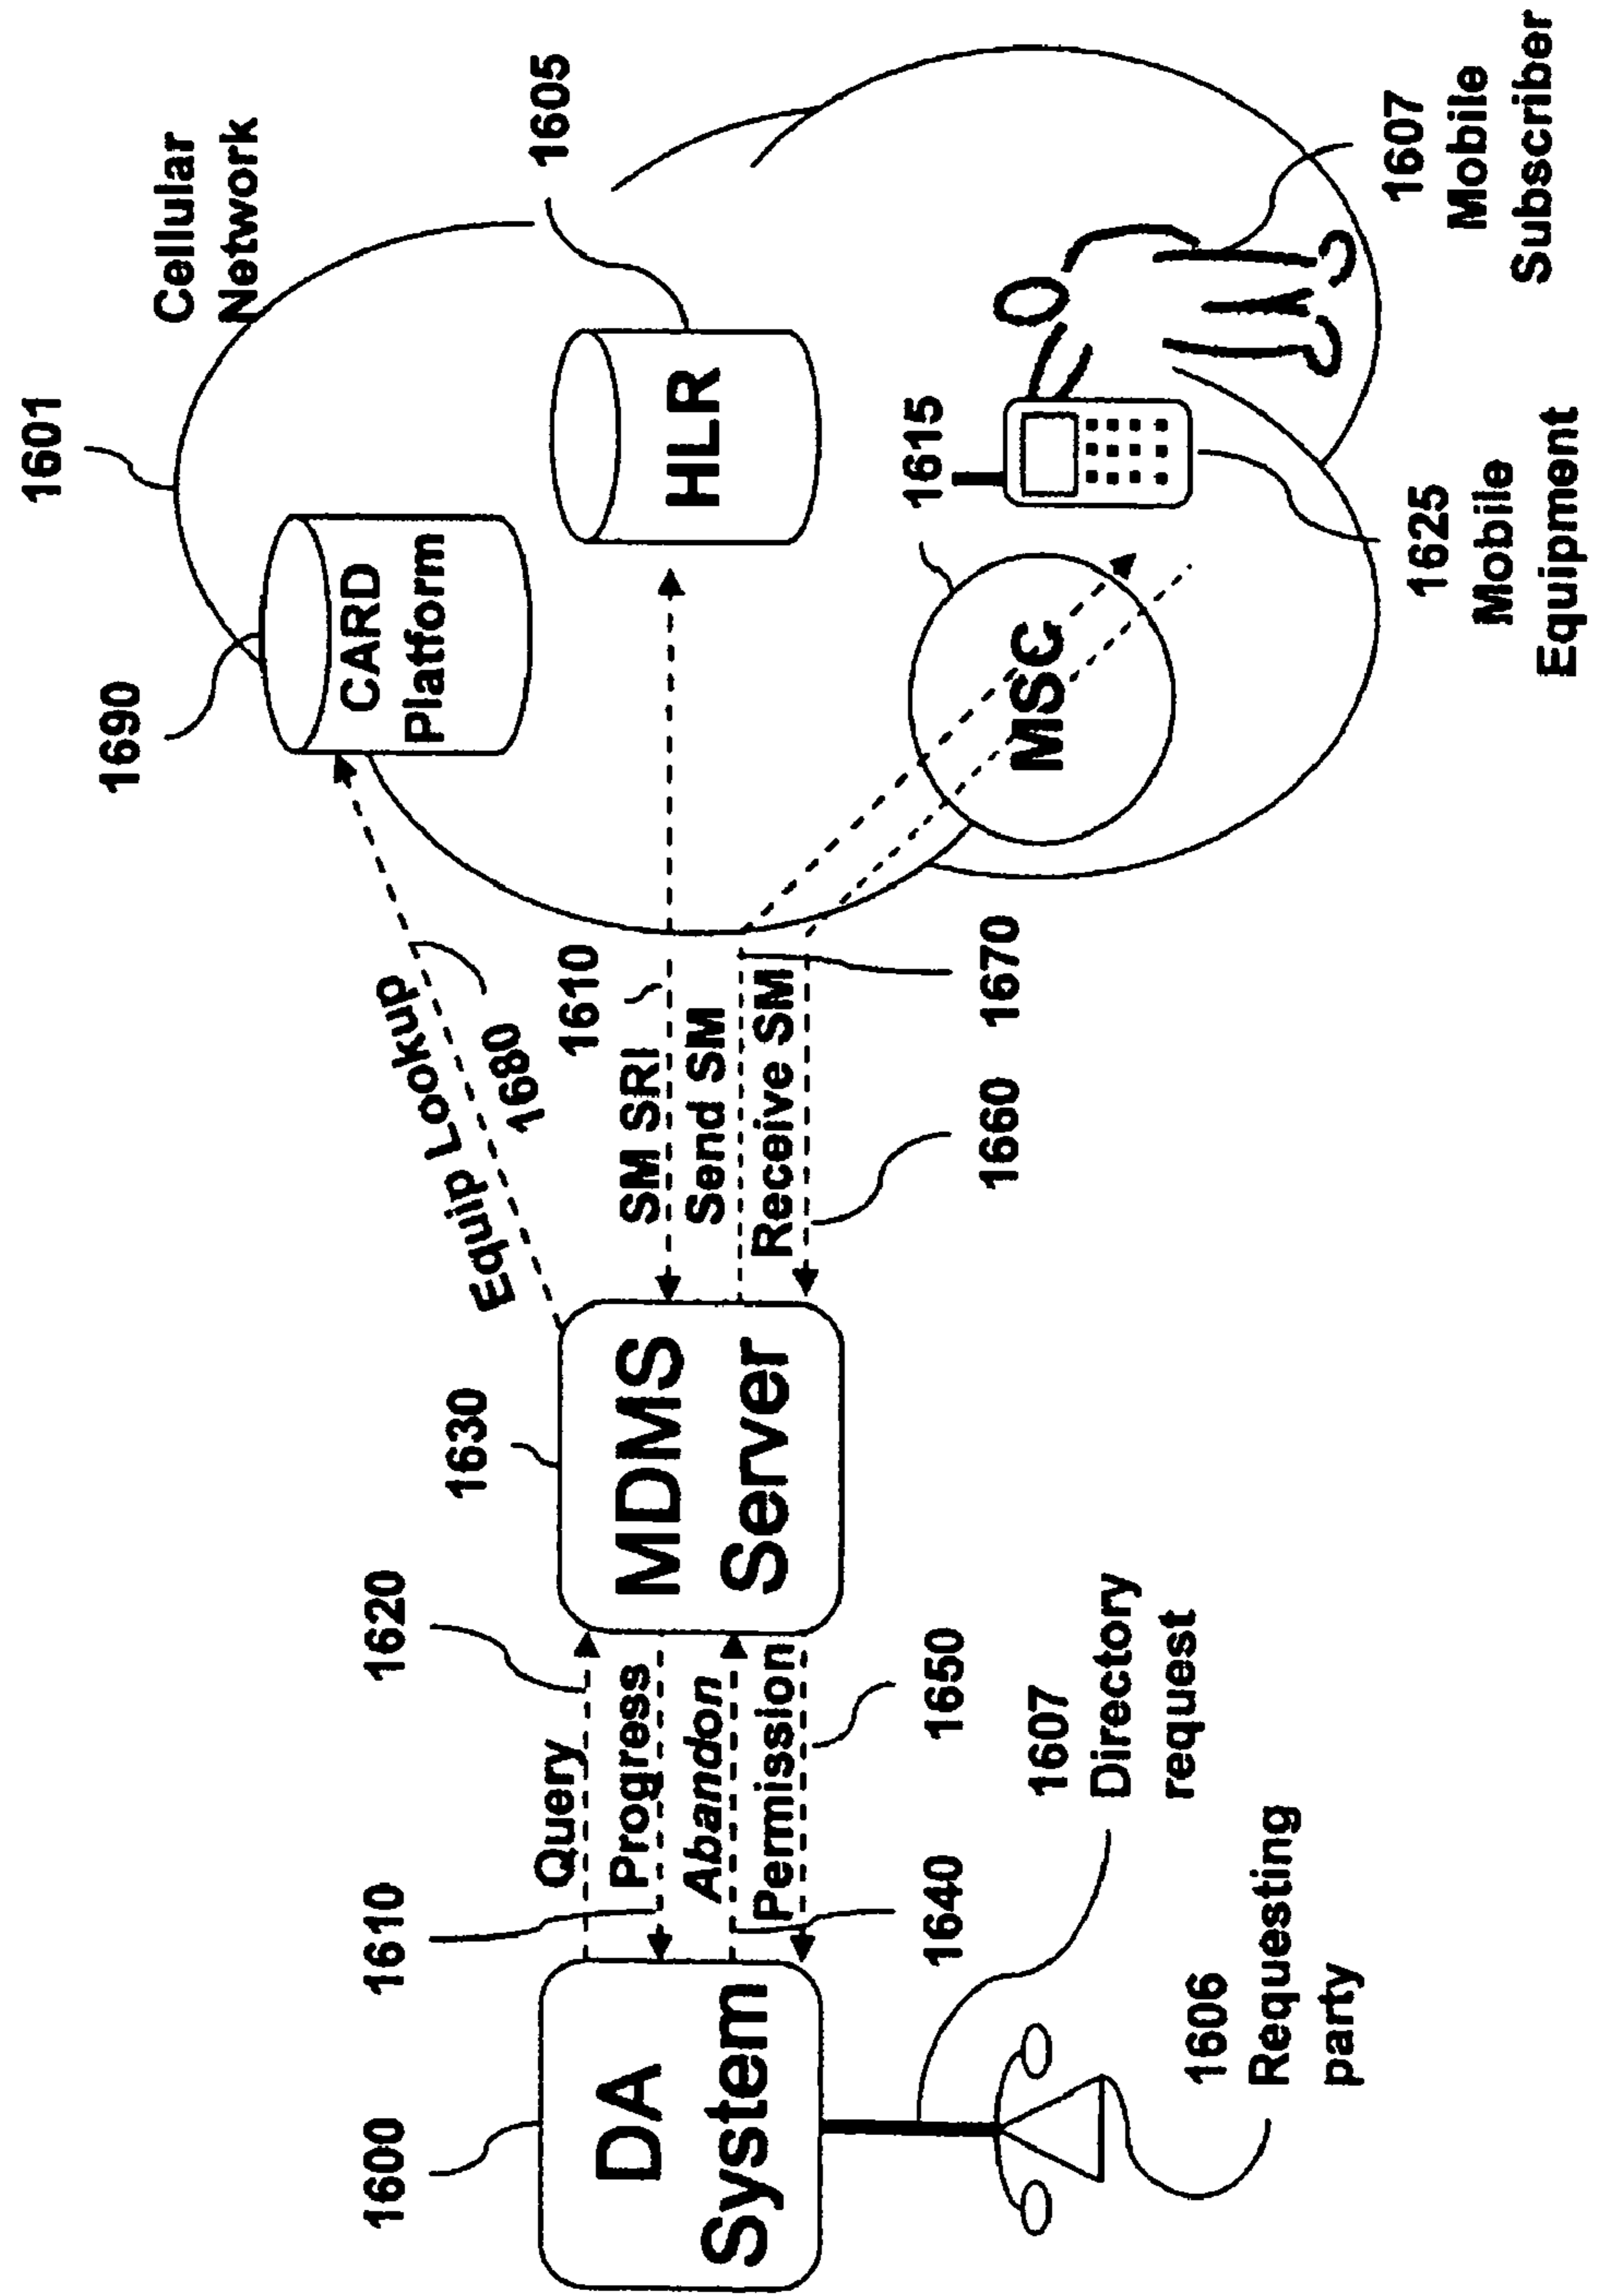 1601
Cellular
Network
1690
CARD
Platform
1605
HLR
Equip Lookup
1680
1610
SM SRI
Send SM
Receive SM
1670
1660
1615
MSC
1607
Mobile
Subscriber
1625
Mobile
Equipment
1630
MDMS
Server
1620
Query
1610
Progress
Abandon
Permission
1650
1640
1600
DA
System
1607
Directory
request
1606
Requesting
party